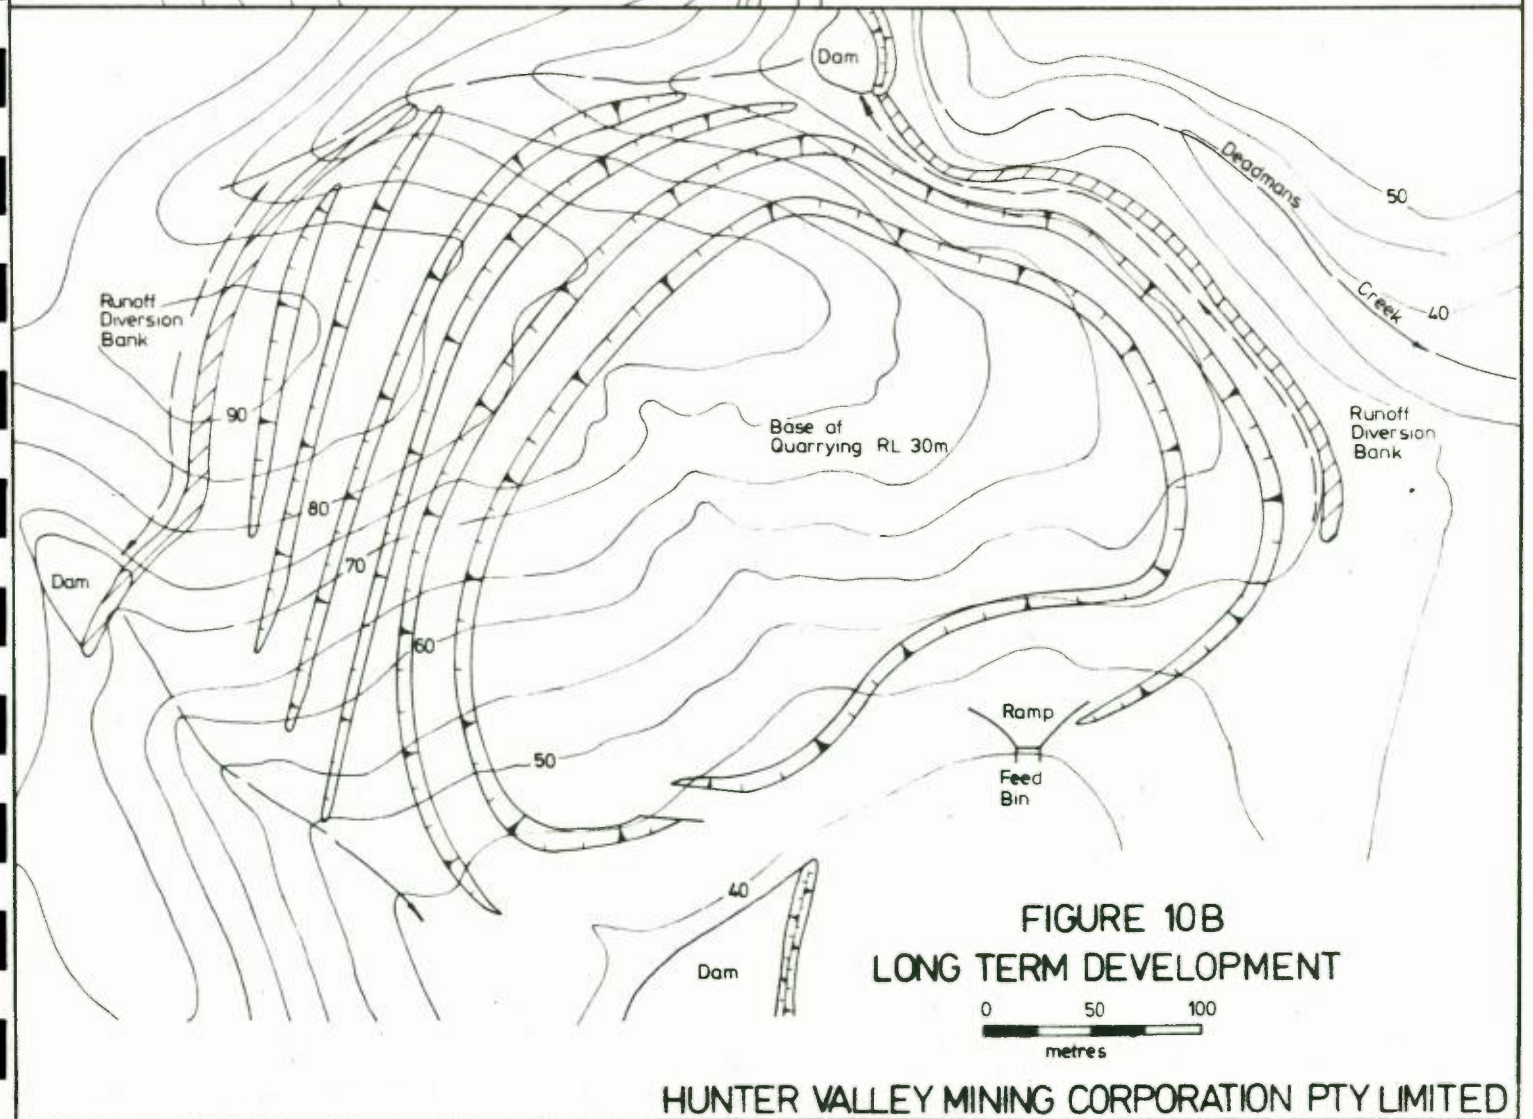 Dam
Deadmans
Creek
50
40
Runoff
Diversion
Bank
90
Base of
Quarrying RL 30m
Runoff
Diversion
Bank
80
70
Dam
60
50
Ramp
Feed
Bin
40
Dam
FIGURE 10B
LONG TERM DEVELOPMENT
0 50 100
metres
HUNTER VALLEY MINING CORPORATION PTY LIMITED